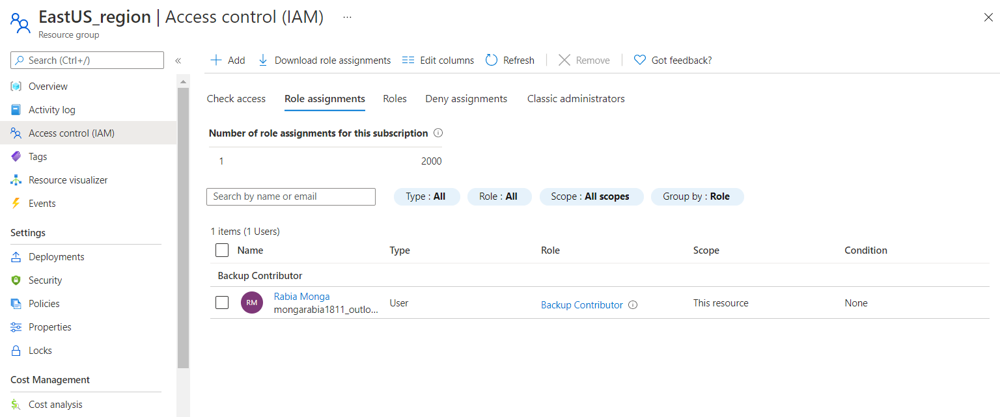 EastUS_region | Access control (IAM) ...
Resource group
Search (Ctrl+/)
«
Add
Download role assignments
Edit columns
Refresh
Remove
Got feedback?
Overview
Activity log
Access control (IAM)
Tags
Resource visualizer
Events
Settings
Deployments
Security
Policies
Properties
Locks
Cost Management
Cost analysis
Check access Role assignments Roles Deny assignments Classic administrators
Number of role assignments for this subscription
1 2000
Search by name or email Type : All Role : All Scope : All scopes Group by : Role
1 items (1 Users)
Name Type Role Scope Condition
Backup Contributor
RM Rabia Monga
mongarabia1811_outlo... User Backup Contributor This resource None